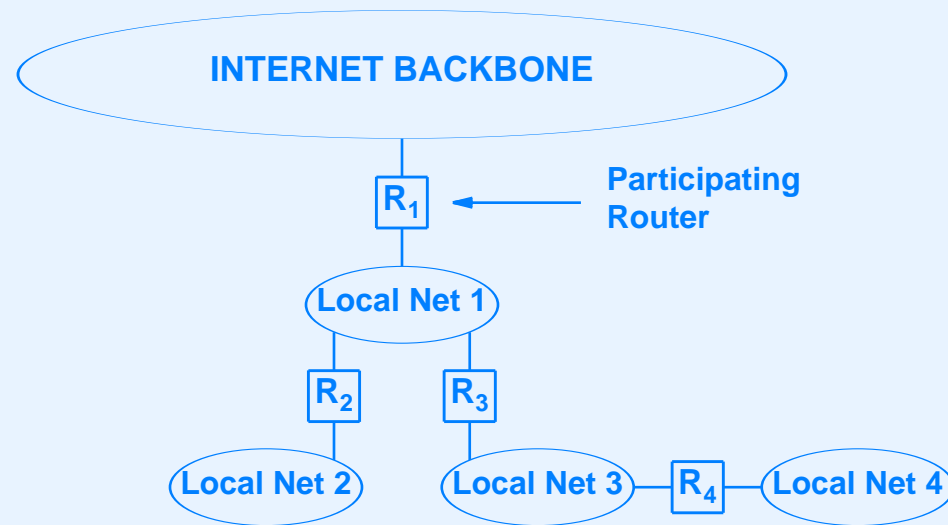 INTERNET BACKBONE
R1
Participating
Router
Local Net 1
R2
R3
Local Net 2
Local Net 3
R4
Local Net 4